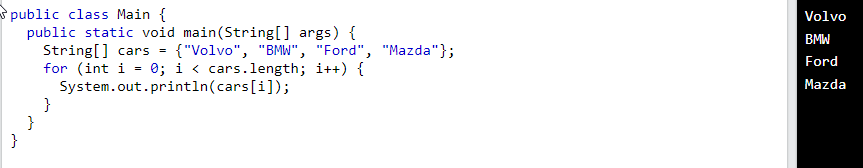 public class Main {
  public static void main(String[] args) {
    String[] cars = {"Volvo", "BMW", "Ford", "Mazda"};
    for (int i = 0; i < cars.length; i++) {
      System.out.println(cars[i]);
    }
  }
}
Volvo
BMW
Ford
Mazda